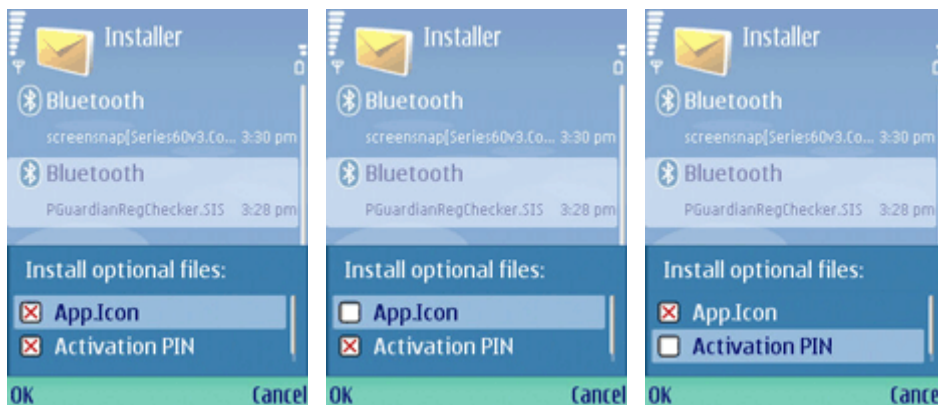 Installer
Bluetooth
screensnap[Series60v3.Co... 3:30 pm
Bluetooth
PGuardianRegChecker.SIS 3:28 pm
Install optional files:
App.Icon
Activation PIN
OK Cancel
Installer
Bluetooth
screensnap[Series60v3.Co... 3:30 pm
Bluetooth
PGuardianRegChecker.SIS 3:28 pm
Install optional files:
App.Icon
Activation PIN
OK Cancel
Installer
Bluetooth
screensnap[Series60v3.Co... 3:30 pm
Bluetooth
PGuardianRegChecker.SIS 3:28 pm
Install optional files:
App.Icon
Activation PIN
OK Cance